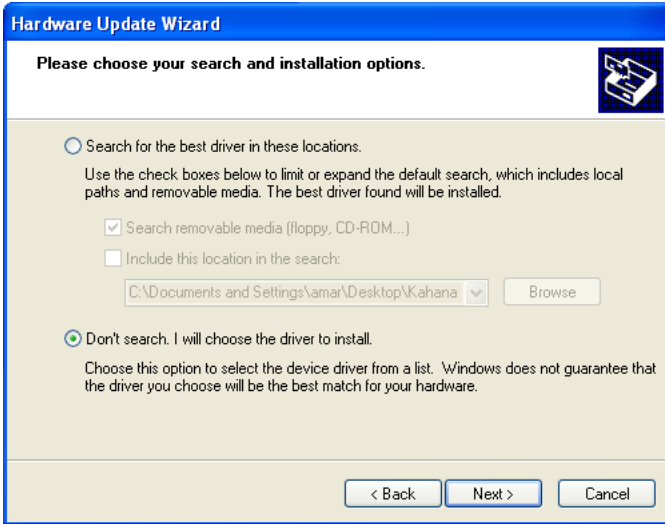 Hardware Update Wizard
Please choose your search and installation options.
Search for the best driver in these locations.
Use the check boxes below to limit or expand the default search, which includes local
paths and removable media. The best driver found will be installed.
Search removable media (floppy, CD-ROM...)
Include this location in the search:
C:\Documents and Settings\amar\Desktop\Kahana
Browse
Don't search. I will choose the driver to install.
Choose this option to select the device driver from a list. Windows does not guarantee that
the driver you choose will be the best match for your hardware.
< Back Next > Cancel